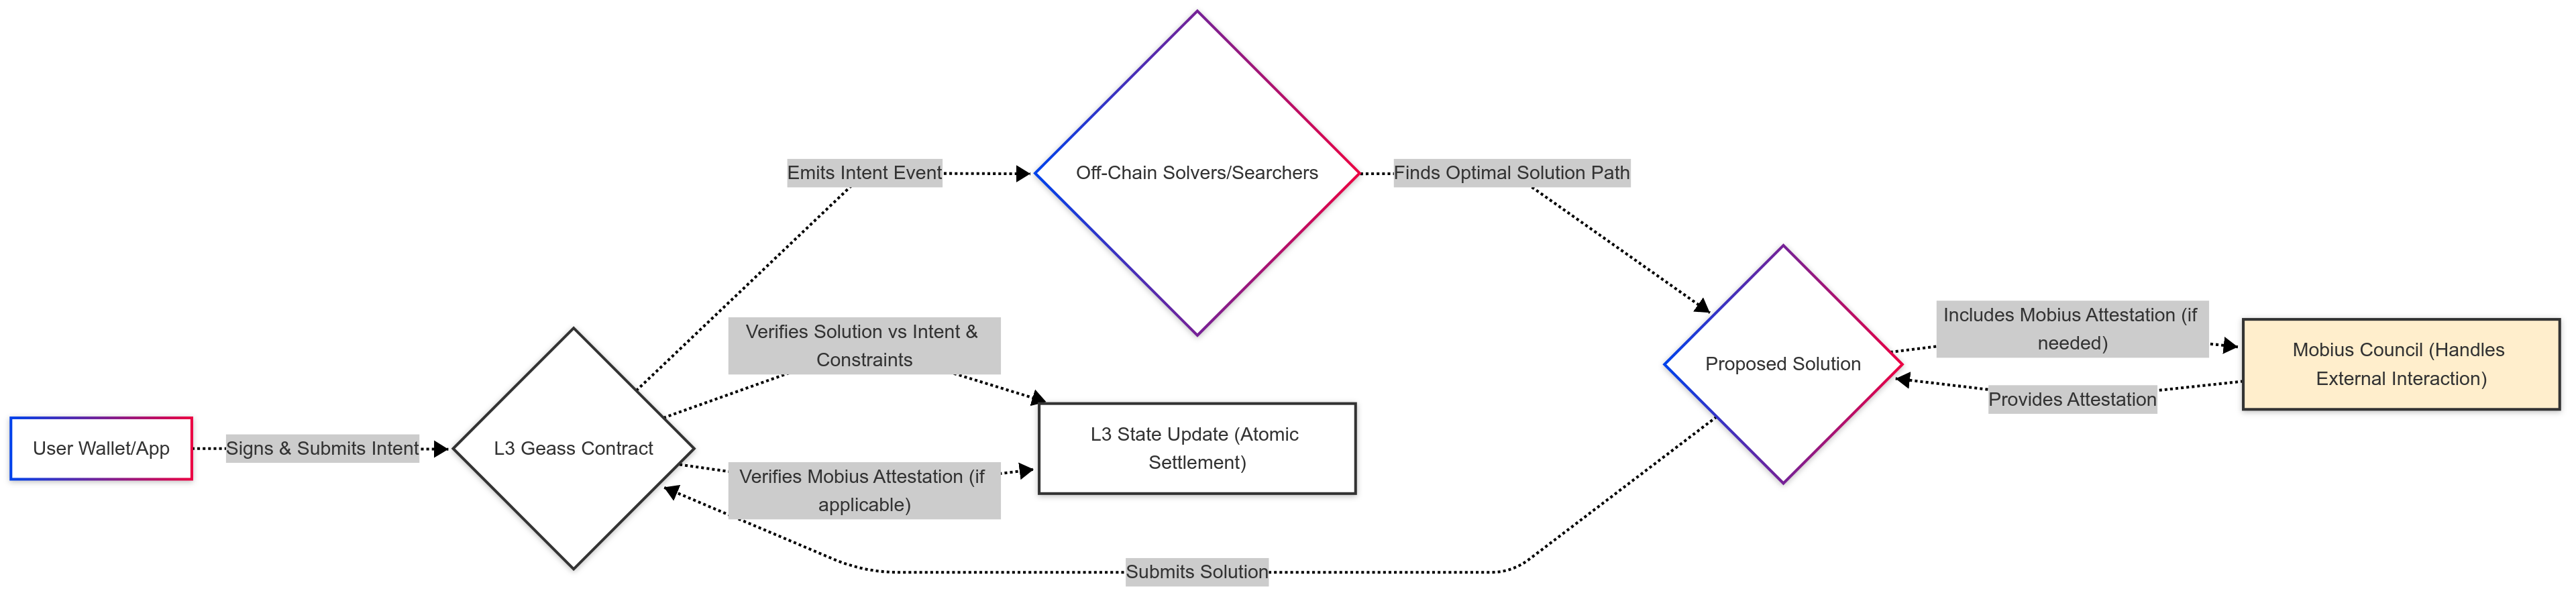 Emits Intent Event
Off-Chain Solvers/Searchers
Finds Optimal Solution Path
Verifies Solution vs Intent &
Constraints
Includes Mobius Attestation (if
needed)
Mobius Council (Handles
External Interaction)
Proposed Solution
Provides Attestation
User Wallet/App
Signs & Submits Intent
L3 Geass Contract
L3 State Update (Atomic
Settlement)
Verifies Mobius Attestation (if
applicable)
Submits Solution